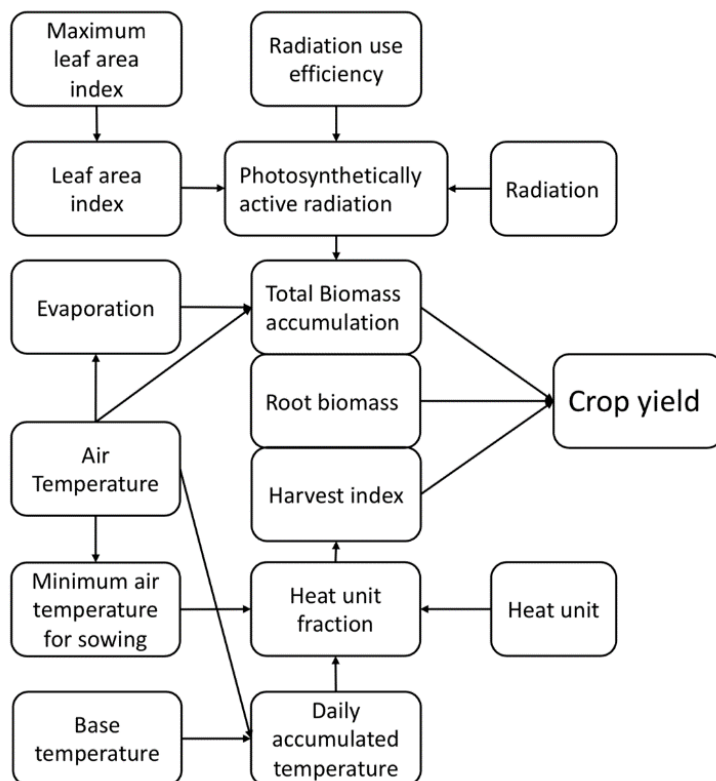 Maximum
leaf area
index
Radiation use
efficiency
Leaf area
index
Photosynthetically
active radiation
Radiation
Evaporation
Total Biomass
accumulation
Root biomass
Crop yield
Air
Temperature
Harvest index
Minimum air
temperature
for sowing
Heat unit
fraction
Heat unit
Base
temperature
Daily
accumulated
temperature